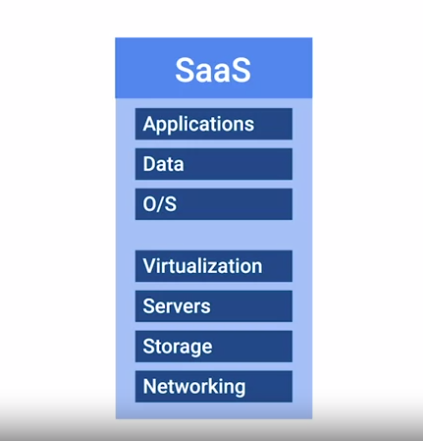 SaaS
Applications
Data
O/S
Virtualization
Servers
Storage
Networking